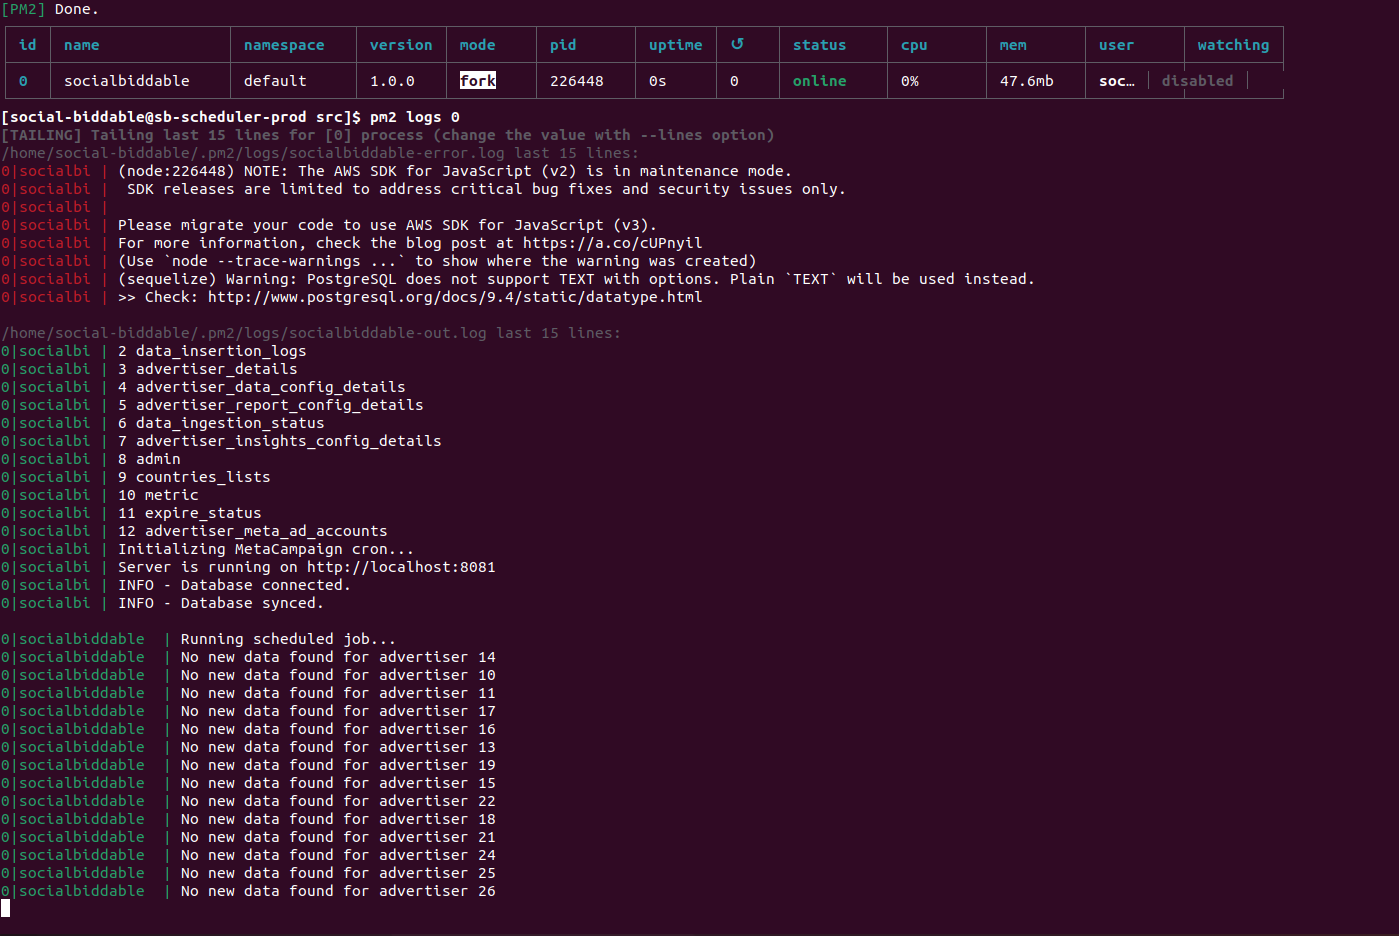 [PM2] Done.
id name namespace version mode pid uptime ↺ status cpu mem user watching
0 socialbiddable default 1.0.0 fork 226448 0s 0 online 0% 47.6mb soc… disabled
[social-biddable@sb-scheduler-prod src]$ pm2 logs 0
[TAILING] Tailing last 15 lines for [0] process (change the value with --lines option)
/home/social-biddable/.pm2/logs/socialbiddable-error.log last 15 lines:
0|socialbi | (node:226448) NOTE: The AWS SDK for JavaScript (v2) is in maintenance mode.
0|socialbi |  SDK releases are limited to address critical bug fixes and security issues only.
0|socialbi |
0|socialbi | Please migrate your code to use AWS SDK for JavaScript (v3).
0|socialbi | For more information, check the blog post at https://a.co/cUPnyil
0|socialbi | (Use `node --trace-warnings ...` to show where the warning was created)
0|socialbi | (sequelize) Warning: PostgreSQL does not support TEXT with options. Plain `TEXT` will be used instead.
0|socialbi | >> Check: http://www.postgresql.org/docs/9.4/static/datatype.html
/home/social-biddable/.pm2/logs/socialbiddable-out.log last 15 lines:
0|socialbi | 2 data_insertion_logs
0|socialbi | 3 advertiser_details
0|socialbi | 4 advertiser_data_config_details
0|socialbi | 5 advertiser_report_config_details
0|socialbi | 6 data_ingestion_status
0|socialbi | 7 advertiser_insights_config_details
0|socialbi | 8 admin
0|socialbi | 9 countries_lists
0|socialbi | 10 metric
0|socialbi | 11 expire_status
0|socialbi | 12 advertiser_meta_ad_accounts
0|socialbi | Initializing MetaCampaign cron...
0|socialbi | Server is running on http://localhost:8081
0|socialbi | INFO - Database connected.
0|socialbi | INFO - Database synced.
0|socialbiddable  | Running scheduled job...
0|socialbiddable  | No new data found for advertiser 14
0|socialbiddable  | No new data found for advertiser 10
0|socialbiddable  | No new data found for advertiser 11
0|socialbiddable  | No new data found for advertiser 17
0|socialbiddable  | No new data found for advertiser 16
0|socialbiddable  | No new data found for advertiser 13
0|socialbiddable  | No new data found for advertiser 19
0|socialbiddable  | No new data found for advertiser 15
0|socialbiddable  | No new data found for advertiser 22
0|socialbiddable  | No new data found for advertiser 18
0|socialbiddable  | No new data found for advertiser 21
0|socialbiddable  | No new data found for advertiser 24
0|socialbiddable  | No new data found for advertiser 25
0|socialbiddable  | No new data found for advertiser 26